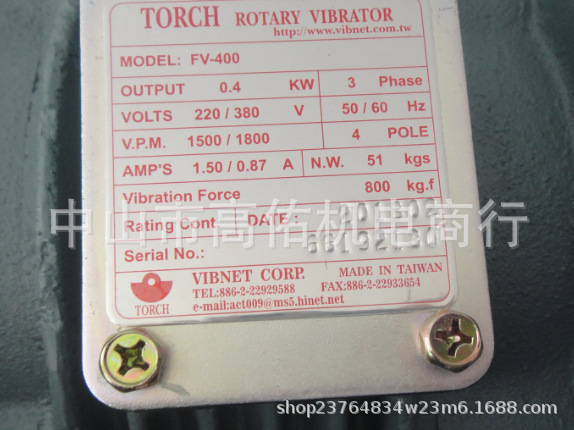 TORCH ROTARY VIBRATOR
http://www.vibnet.com.tw
MODEL: FV-400
OUTPUT 0.4 KW 3 Phase
VOLTS 220 / 380 V 50 / 60 Hz
V.P.M. 1500 / 1800 4 POLE
AMP'S 1.50 / 0.87 A N.W. 51 kgs
Vibration Force 800 kg.f
中山市高佑机电商行
Rating Cont DATE :
Serial No.:
VIBNET CORP. MADE IN TAIWAN
TEL:886-2-22929588 FAX:886-2-22933654
TORCH e-mail:act009@ms5.hinet.net
shop23764834w23m6.1688.com